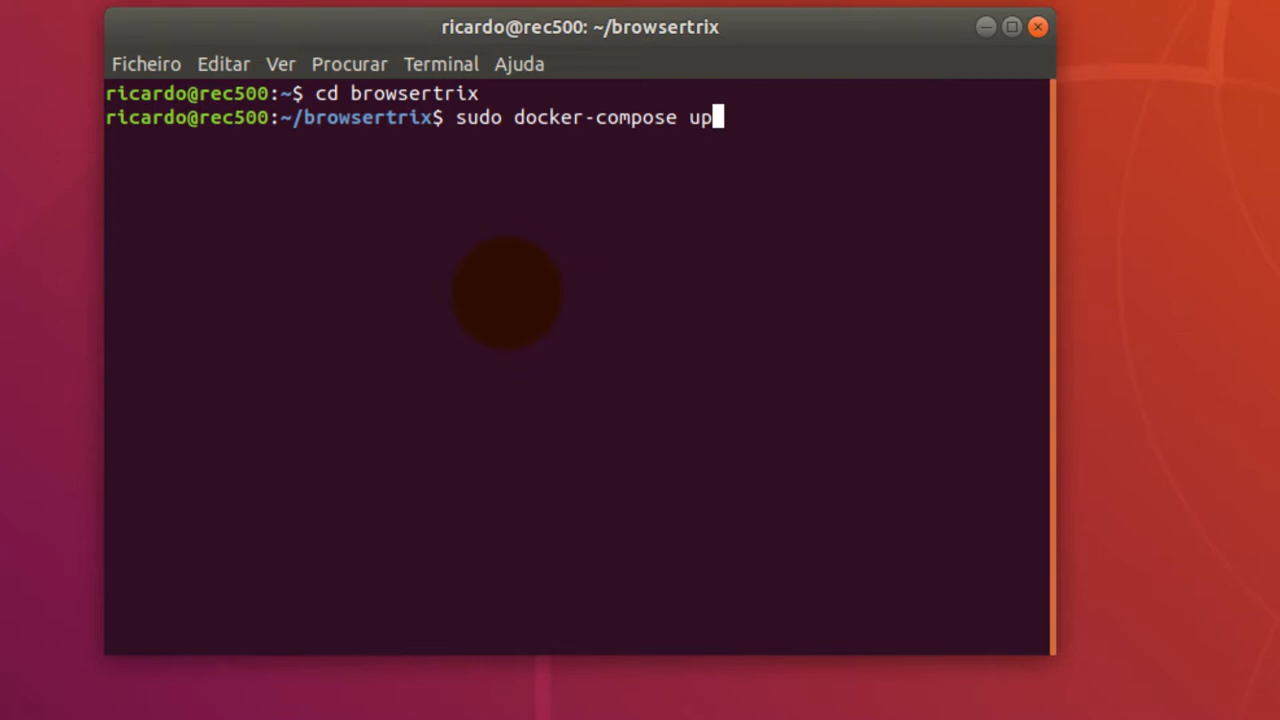 ricardo@rec500: ~/browsertrix
Ficheiro Editar Ver Procurar Terminal Ajuda
ricardo@rec500:~$ cd browsertrix
ricardo@rec500:~/browsertrix$ sudo docker-compose up